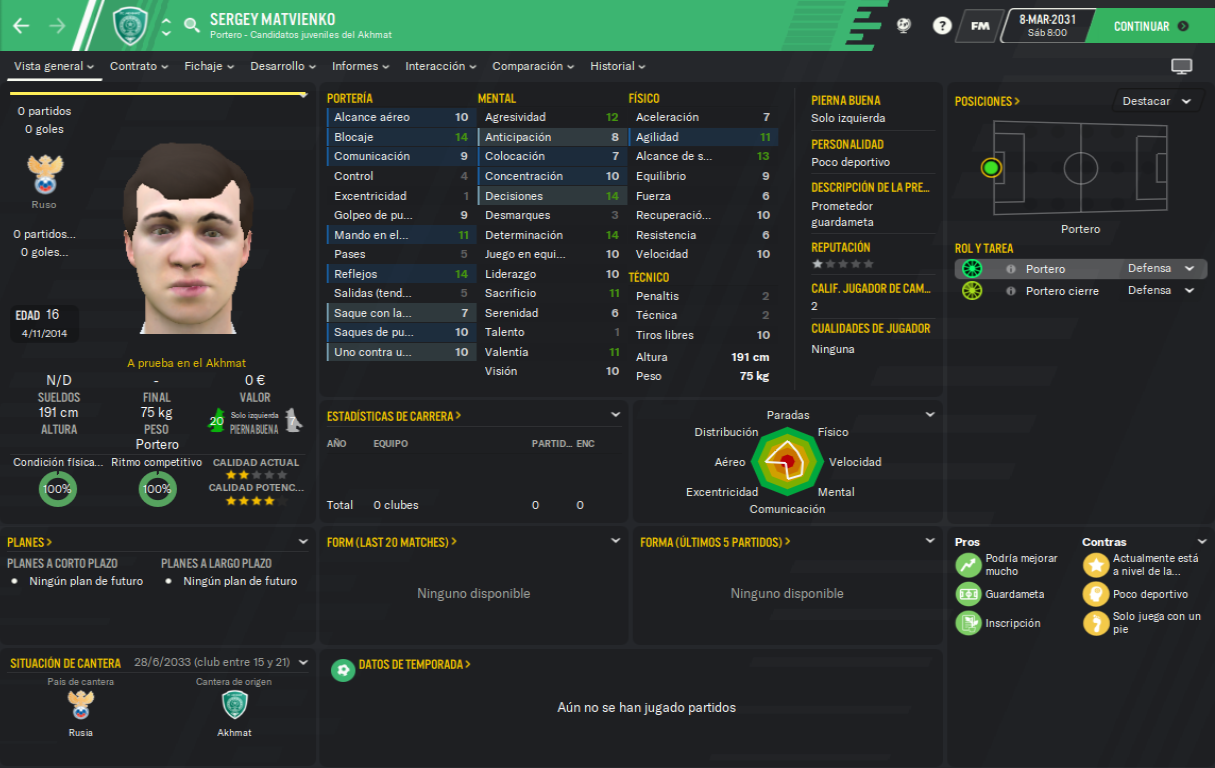 SERGEY MATVIENKO
Portero - Candidatos juveniles del Akhmat
?
FM
8-MAR-2031
Sáb 8:00
CONTINUAR
Vista general
Contrato
Fichaje
Desarrollo
Informes
Interacción
Comparación
Historial
0 partidos
0 goles
Ruso
0 partidos...
0 goles...
EDAD 16
4/11/2014
A prueba en el Akhmat
N/D
SUELDOS
-
FINAL
0 €
VALOR
191 cm
ALTURA
75 kg
PESO
20
Solo izquierda
PIERNA BUENA
7
Portero
Condición física...
100%
Ritmo competitivo
100%
CALIDAD ACTUAL
CALIDAD POTENC...
PORTERÍA
Alcance aéreo 10
Blocaje 14
Comunicación 9
Control 4
Excentricidad 1
Golpeo de pu... 9
Mando en el... 11
Pases 5
Reflejos 14
Salidas (tend... 5
Saque con la... 7
Saques de pu... 10
Uno contra u... 10
MENTAL
Agresividad 12
Anticipación 8
Colocación 7
Concentración 10
Decisiones 14
Desmarques 3
Determinación 14
Juego en equi... 10
Liderazgo 10
Sacrificio 11
Serenidad 6
Talento 1
Valentía 11
Visión 10
FÍSICO
Aceleración 7
Agilidad 11
Alcance de s... 13
Equilibrio 9
Fuerza 6
Recuperació... 10
Resistencia 6
Velocidad 10
TÉCNICO
Penaltis 2
Técnica 2
Tiros libres 10
Altura 191 cm
Peso 75 kg
PIERNA BUENA
Solo izquierda
PERSONALIDAD
Poco deportivo
DESCRIPCIÓN DE LA PRE...
Prometedor
guardameta
REPUTACIÓN
CALIF. JUGADOR DE CAM...
2
CUALIDADES DE JUGADOR
Ninguna
POSICIONES >
Destacar
Portero
ROL Y TAREA
Portero Defensa
Portero cierre Defensa
ESTADÍSTICAS DE CARRERA >
AÑO EQUIPO PARTID... ENC
Total 0 clubes 0 0
Paradas
Distribución
Físico
Aéreo
Velocidad
Excentricidad
Mental
Comunicación
PLANES >
PLANES A CORTO PLAZO
Ningún plan de futuro
PLANES A LARGO PLAZO
Ningún plan de futuro
FORM (LAST 20 MATCHES) >
Ninguno disponible
FORMA (ÚLTIMOS 5 PARTIDOS) >
Ninguno disponible
Pros
Podría mejorar
mucho
Guardameta
Inscripción
Contras
Actualmente está
a nivel de la...
Poco deportivo
Solo juega con un
pie
SITUACIÓN DE CANTERA 28/6/2033 (club entre 15 y 21)
País de cantera
Rusia
Cantera de origen
Akhmat
DATOS DE TEMPORADA >
Aún no se han jugado partidos